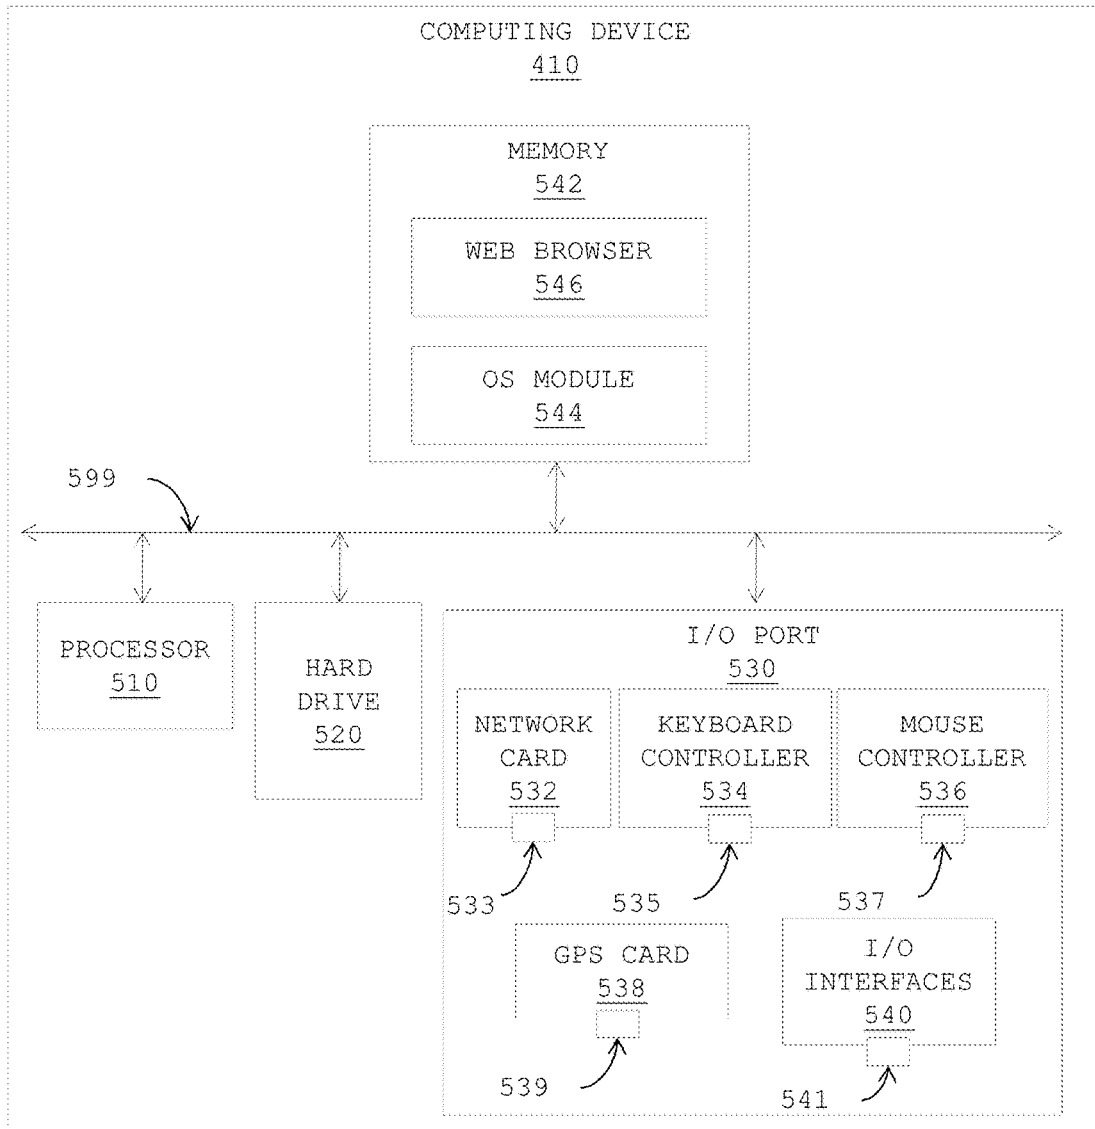 COMPUTING DEVICE
410
MEMORY
542
WEB BROWSER
546
OS MODULE
544
599
PROCESSOR
510
HARD
DRIVE
520
I/O PORT
530
NETWORK
CARD
532
KEYBOARD
CONTROLLER
534
MOUSE
CONTROLLER
536
533
535
537
GPS CARD
538
I/O
INTERFACES
540
539
541